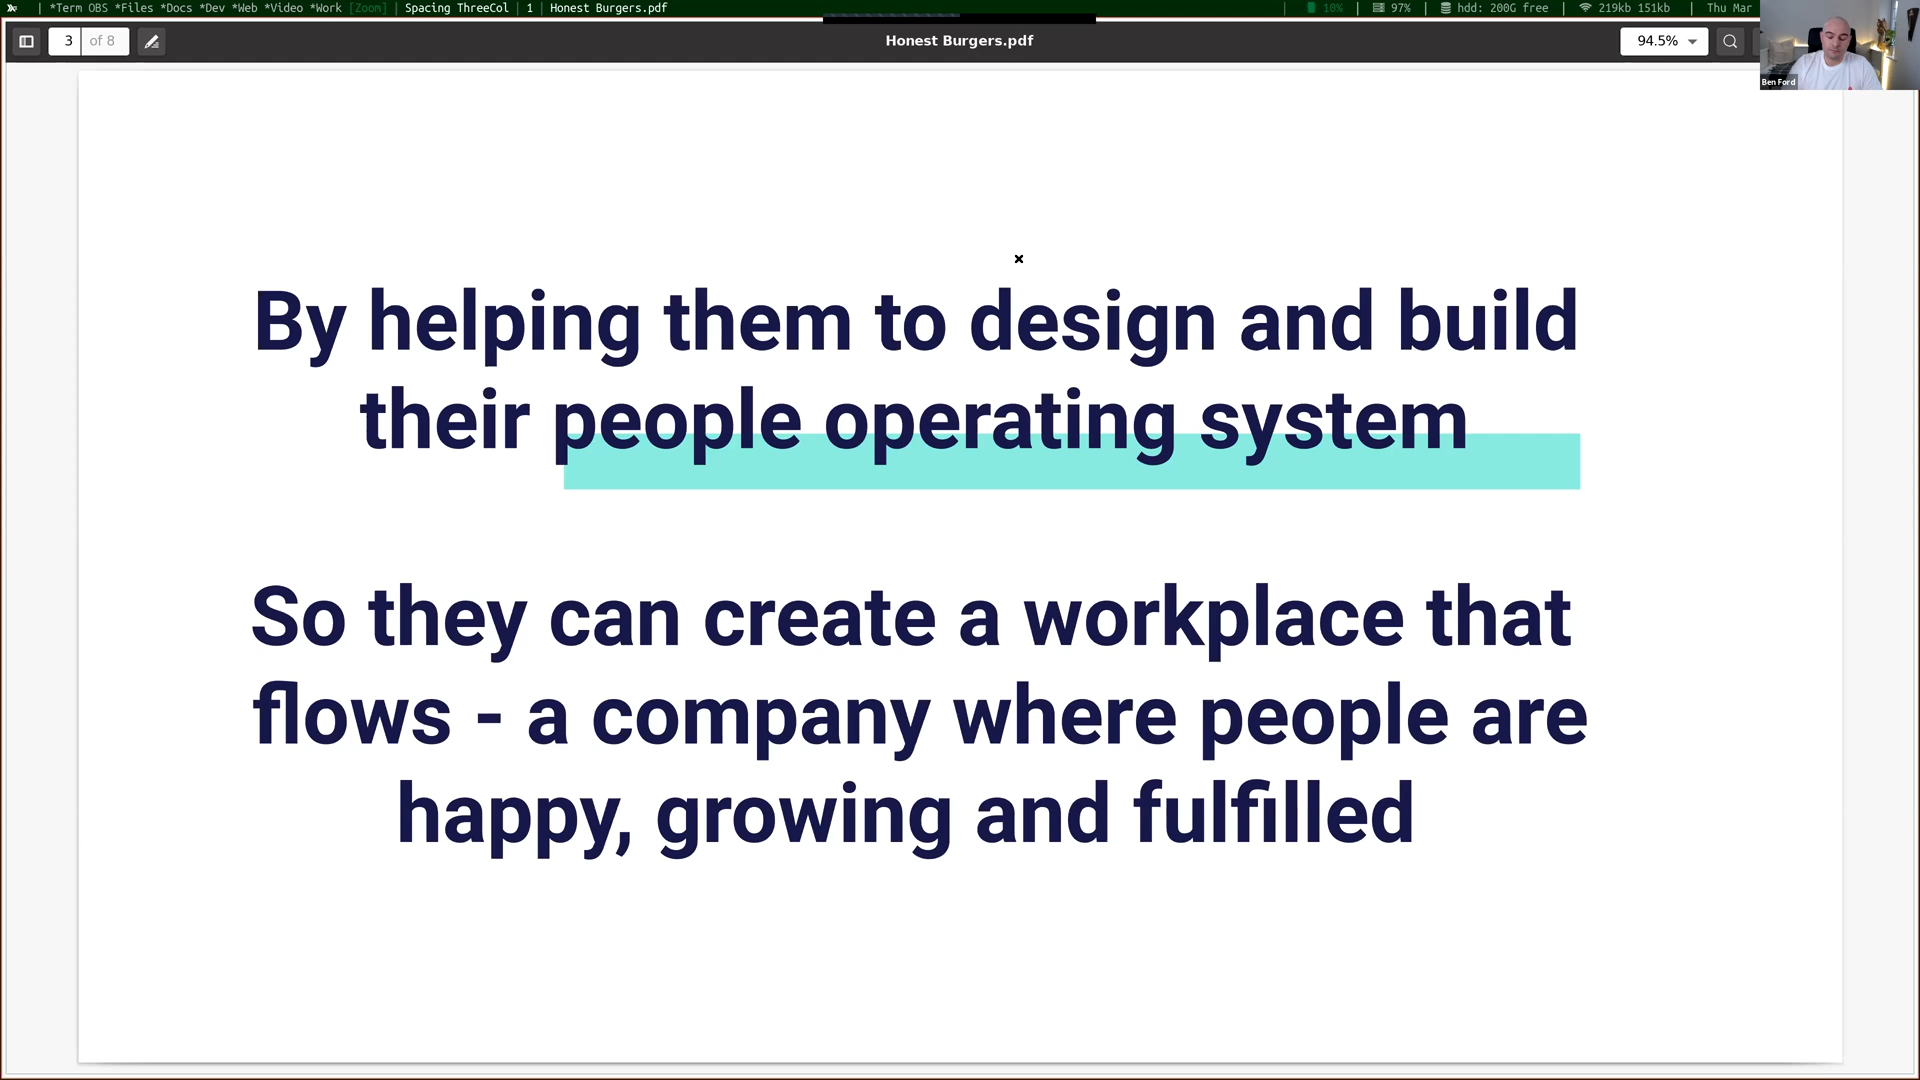 *Term OBS *Files *Docs *Dev *Web *Video *Work [Zoom] | Spacing ThreeCol | 1 | Honest Burgers.pdf | 10% | 97% | hdd: 200G free | 219kb 151kb | Thu Mar
3 of 8 Honest Burgers.pdf 94.5%
Ben Ford
By helping them to design and build
their people operating system
So they can create a workplace that
flows - a company where people are
happy, growing and fulfilled